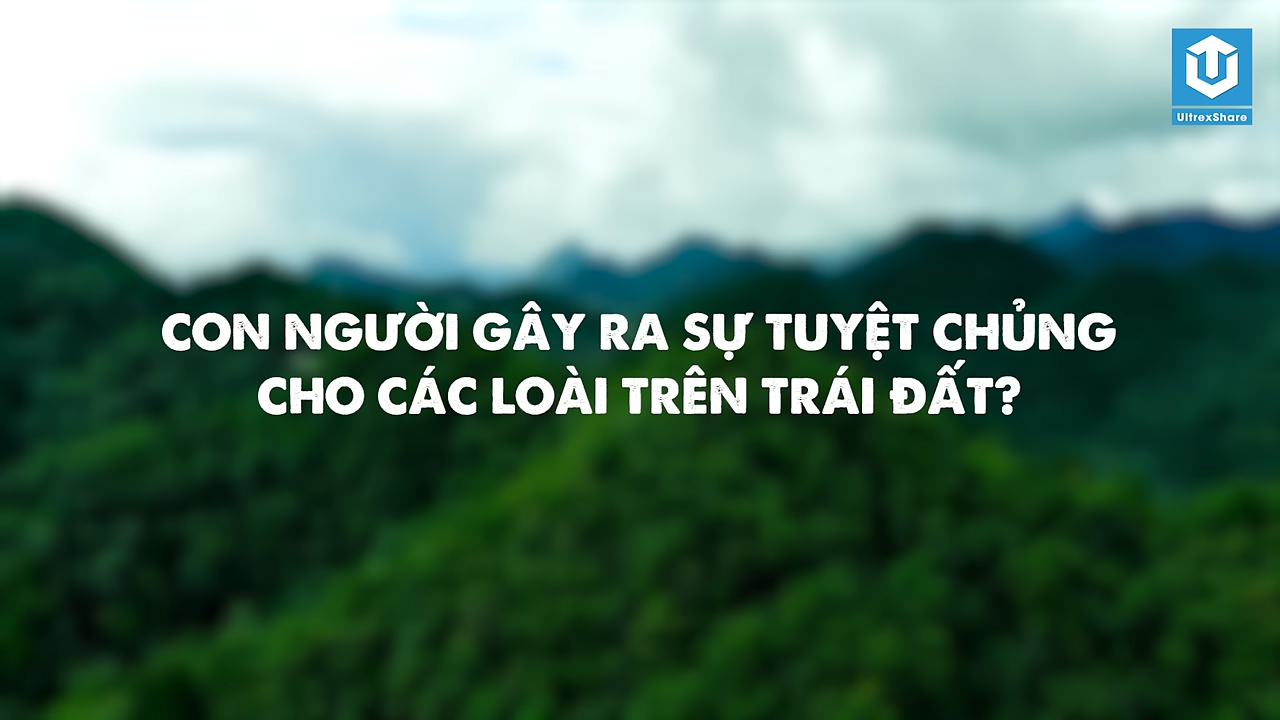 UltrexShare
CON NGƯỜI GÂY RA SỰ TUYỆT CHỦNG
CHO CÁC LOÀI TRÊN TRÁI ĐẤT?